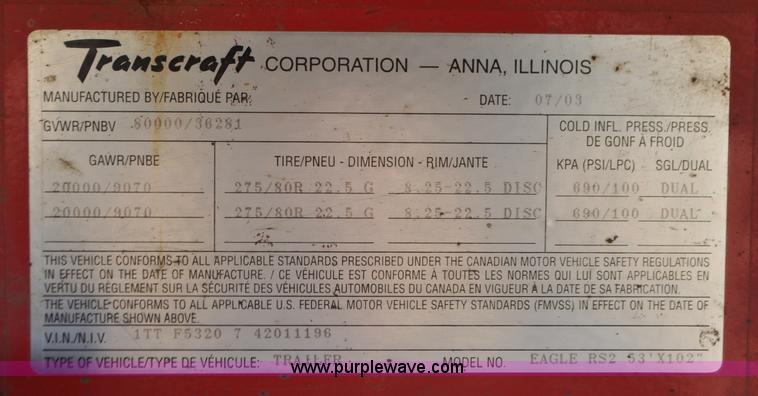 Transcraft CORPORATION — ANNA, ILLINOIS
MANUFACTURED BY/FABRIQUÉ PAR: DATE: 07/03
GVWR/PNBV 80000/36281
COLD INFL. PRESS./PRESS. DE GONF À FROID
GAWR/PNBE TIRE/PNEU - DIMENSION - RIM/JANTE KPA (PSI/LPC) SGL/DUAL
20000/9070 275/80R 22.5 G 8.25-22.5 DISC 690/100 DUAL
20000/9070 275/80R 22.5 G 8.25-22.5 DISC 690/100 DUAL
THIS VEHICLE CONFORMS TO ALL APPLICABLE STANDARDS PRESCRIBED UNDER THE CANADIAN MOTOR VEHICLE SAFETY REGULATIONS
IN EFFECT ON THE DATE OF MANUFACTURE. / CE VÉHICULE EST CONFORME À TOUTES LES NORMES QUI LUI SONT APPLICABLES EN
VERTU DU RÈGLEMENT SUR LA SÉCURITÉ DES VÉHICULES AUTOMOBILES DU CANADA EN VIGUEUR À LA DATE DE SA FABRICATION.
THE VEHICLE CONFORMS TO ALL APPLICABLE U.S. FEDERAL MOTOR VEHICLE SAFETY STANDARDS (FMVSS) IN EFFECT ON THE DATE OF
MANUFACTURE SHOWN ABOVE.
V.I.N./N.I.V. 1TT F5320 7 42011196
TYPE OF VEHICLE/TYPE DE VÉHICULE: TRAILER MODEL NO. EAGLE RS2 53'X102"
www.purplewave.com